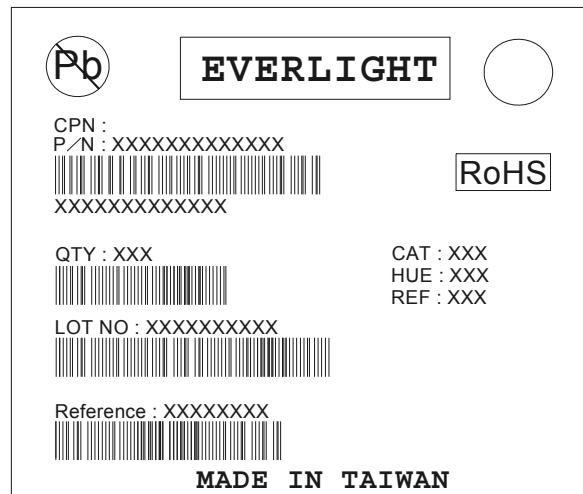 Pb
EVERLIGHT
CPN :
P/N : XXXXXXXXXXXXX
RoHS
XXXXXXXXXXXXX
QTY : XXX
CAT : XXX
HUE : XXX
REF : XXX
LOT NO : XXXXXXXXXX
Reference : XXXXXXXX
MADE IN TAIWAN